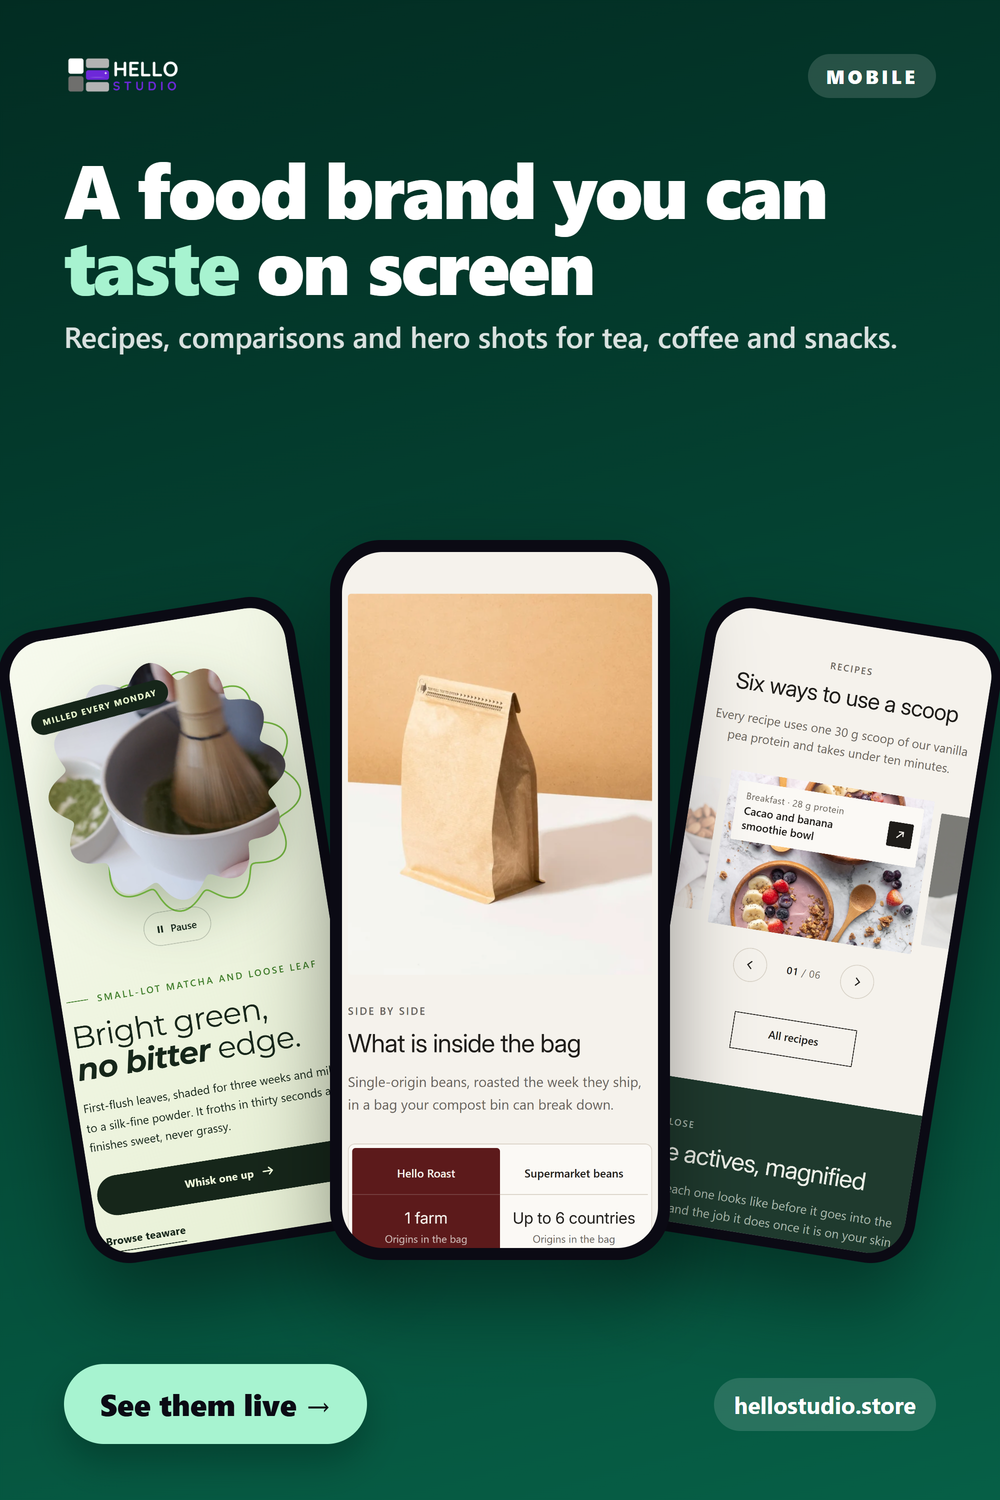 HELLO
STUDIO
MOBILE
A food brand you can
taste on screen
Recipes, comparisons and hero shots for tea, coffee and snacks.
MILLED EVERY MONDAY
Pause
SMALL-LOT MATCHA AND LOOSE LEAF
Bright green,
no bitter edge.
First-flush leaves, shaded for three weeks and
to a silk-fine powder. It froths in thirty seconds
finishes sweet, never grassy.
Whisk one up →
Browse teaware
SIDE BY SIDE
What is inside the bag
Single-origin beans, roasted the week they ship,
in a bag your compost bin can break down.
Hello Roast
Supermarket beans
1 farm
Up to 6 countries
Origins in the bag
Origins in the bag
RECIPES
Six ways to use a scoop
Every recipe uses one 30 g scoop of our vanilla
pea protein and takes under ten minutes.
Breakfast · 28 g protein
Cacao and banana
smoothie bowl
01 / 06
All recipes
actives, magnified
each one looks like before it goes into the
and the job it does once it is on your skin
See them live →
hellostudio.store